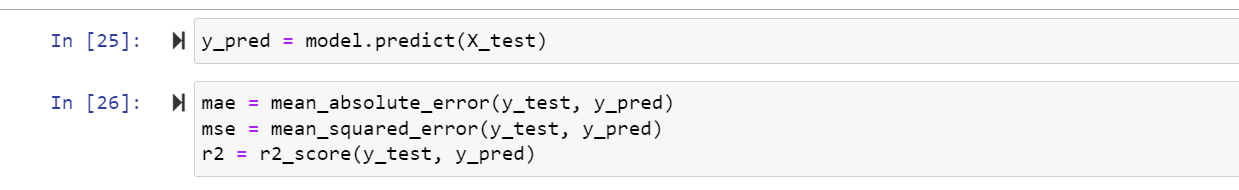 In [25]: y_pred = model.predict(X_test)
In [26]: mae = mean_absolute_error(y_test, y_pred)
mse = mean_squared_error(y_test, y_pred)
r2 = r2_score(y_test, y_pred)